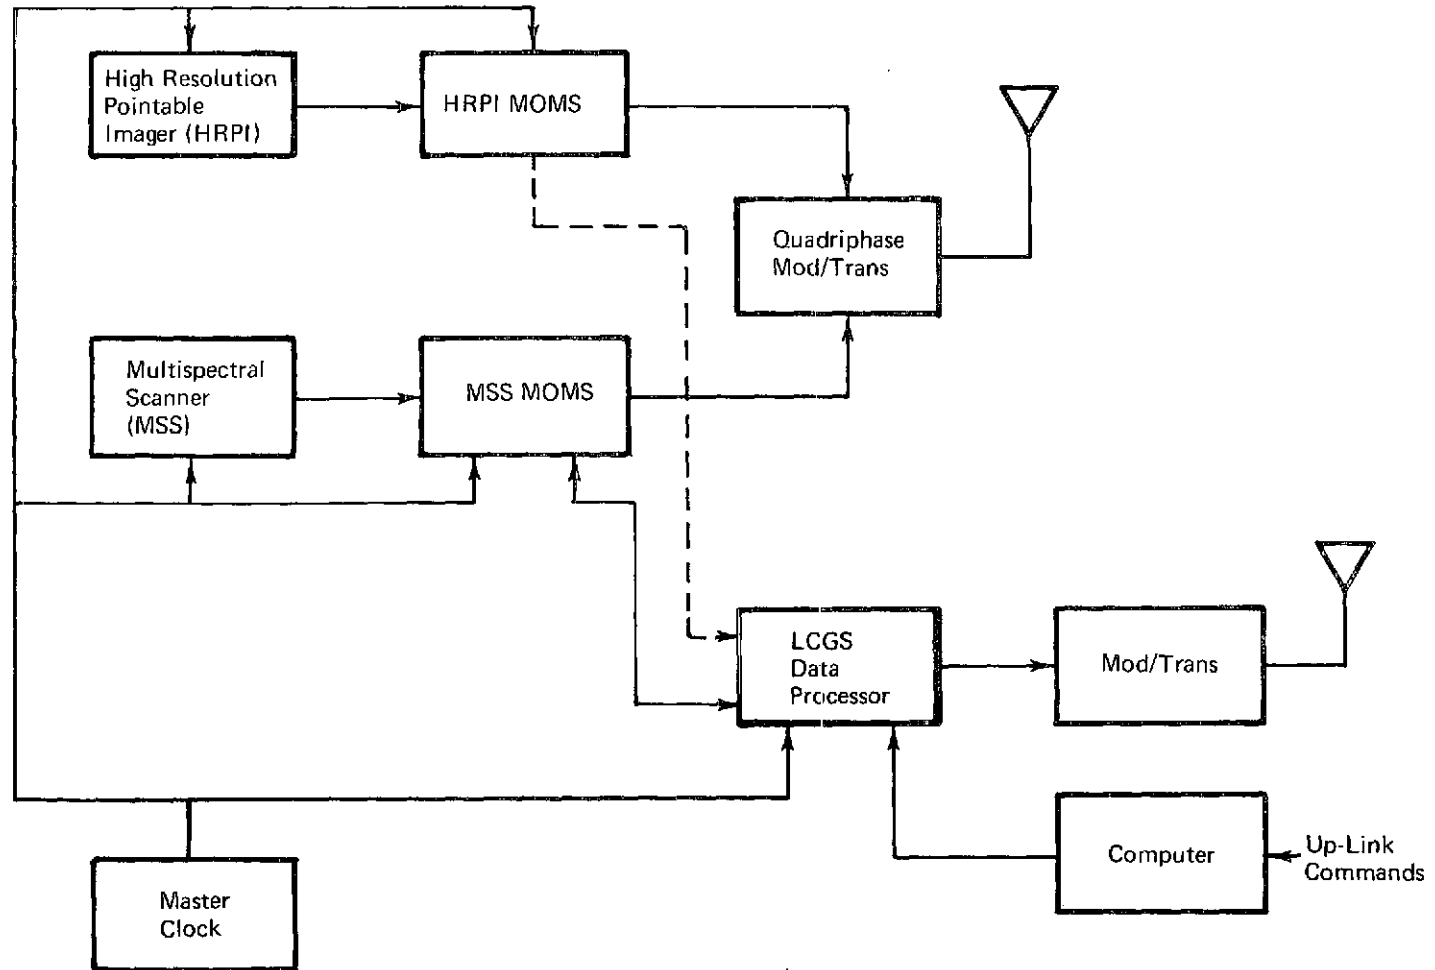 High Resolution
Pointable
Imager (HRPI)
HRPI MOMS
Quadriphase
Mod/Trans
Multispectral
Scanner
(MSS)
MSS MOMS
LCGS
Data
Processor
Mod/Trans
Computer
Up-Link
Commands
Master
Clock